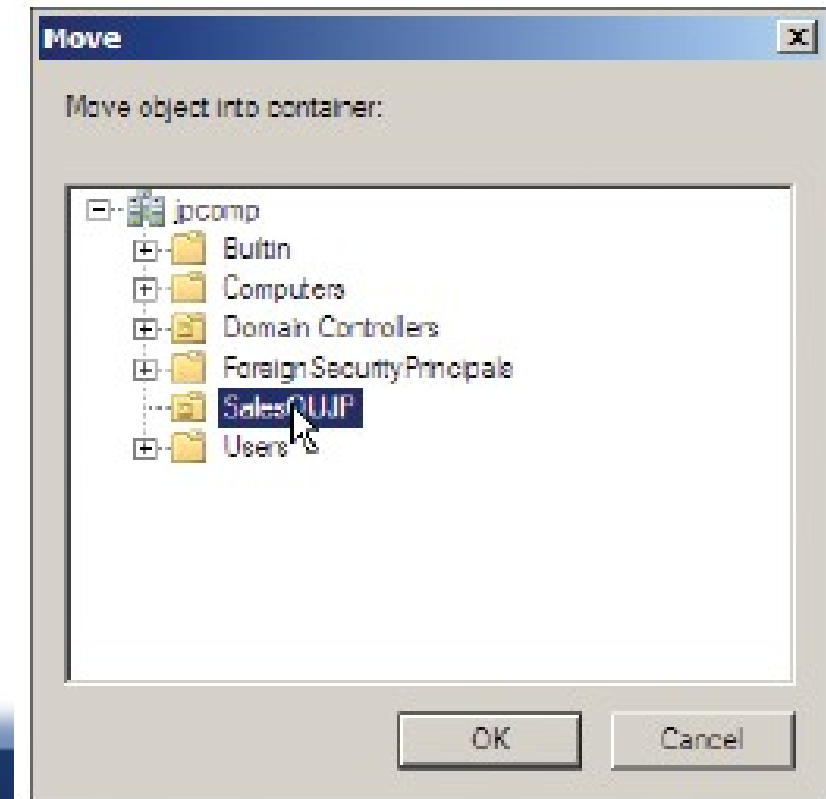 Move
Move object into container:
jpcomp
Builtin
Computers
Domain Controllers
ForeignSecurityPrincipals
SalesOUJP
Users
OK
Cancel